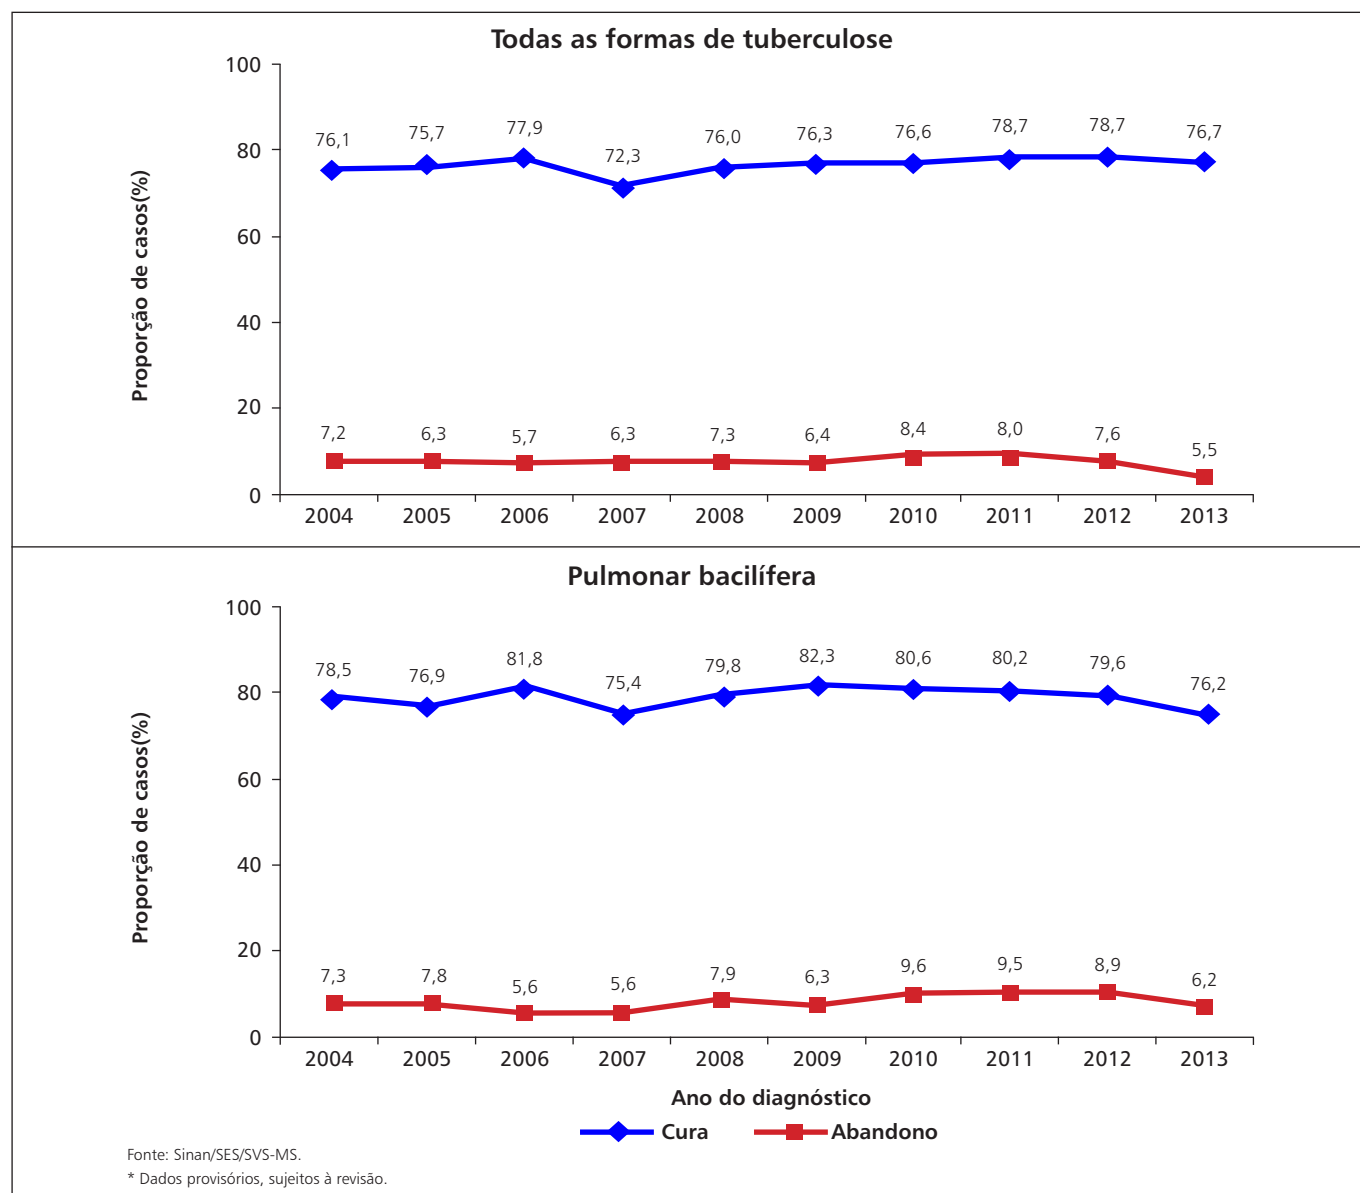 Todas as formas de tuberculose
Proporção de casos(%)
100
80
60
40
20
0
76,1 75,7 77,9 72,3 76,0 76,3 76,6 78,7 78,7 76,7
7,2 6,3 5,7 6,3 7,3 6,4 8,4 8,0 7,6 5,5
2004 2005 2006 2007 2008 2009 2010 2011 2012 2013
Pulmonar bacilífera
Proporção de casos(%)
100
80
60
40
20
0
78,5 76,9 81,8 75,4 79,8 82,3 80,6 80,2 79,6 76,2
7,3 7,8 5,6 5,6 7,9 6,3 9,6 9,5 8,9 6,2
2004 2005 2006 2007 2008 2009 2010 2011 2012 2013
Ano do diagnóstico
Cura Abandono
Fonte: Sinan/SES/SVS-MS.
* Dados provisórios, sujeitos à revisão.